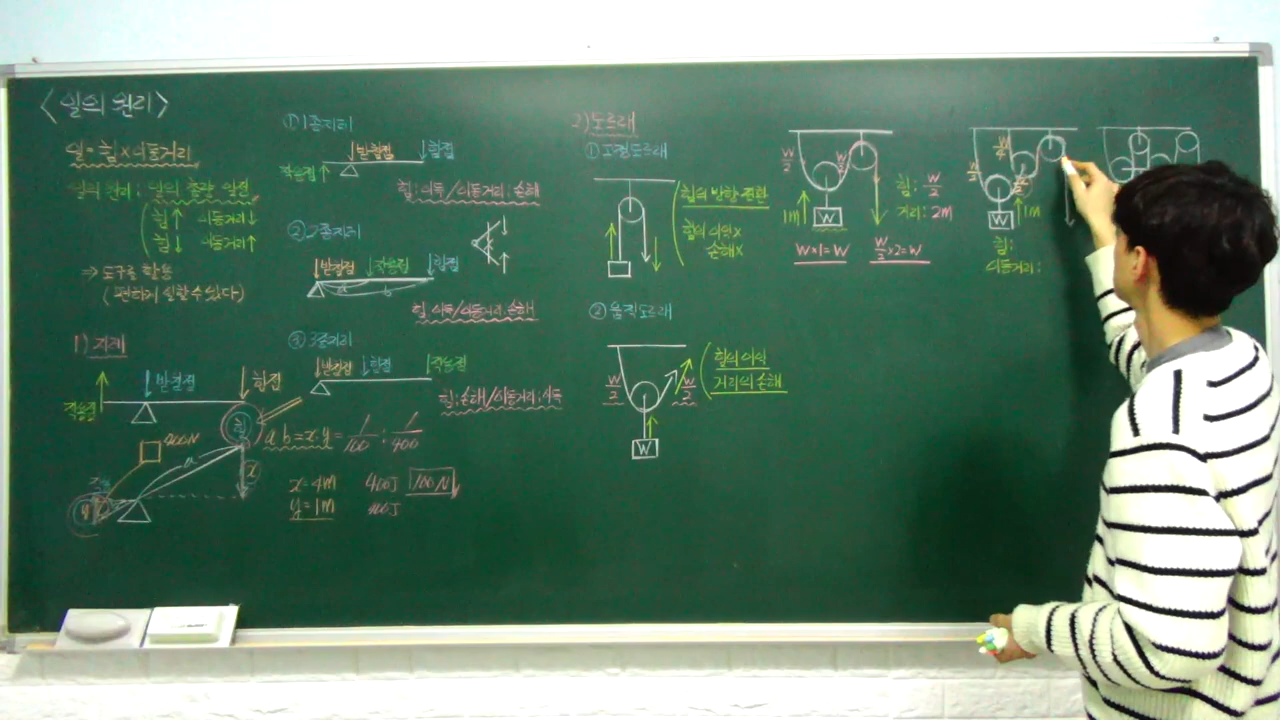 <일의 원리>
일=힘×이동거리
일의 원리: 일의 총량 일정
힘↑ 이동거리↓
힘↓ 이동거리↑
⇒ 도구를 활용
(편하게 일할 수 있다)
1) 지레
받침점
힘점
작용점
힘
400N
a
x
y
a:b=x:y=1/100:1/400
x=4m 400J 100N
y=1m 400J
①1종지레
받침점
힘점
작용점
힘:이득/이동거리:손해
②2종지레
받침점
작용점
힘점
a
b
힘:이득/이동거리:손해
③3종지레
받침점
힘점
작용점
힘:손해/이동거리:이득
2)도르래
①고정도르래
힘의 방향 전환
힘의 이익×
손해×
②움직도르래
W/2
W/2
W
힘의 이익
거리의 손해
W/2
W/2
1m
W
힘: W/2
거리: 2m
W×1=W
W/2×2=W
W/4
W/2
W/2
W
1m
힘:
이동거리: